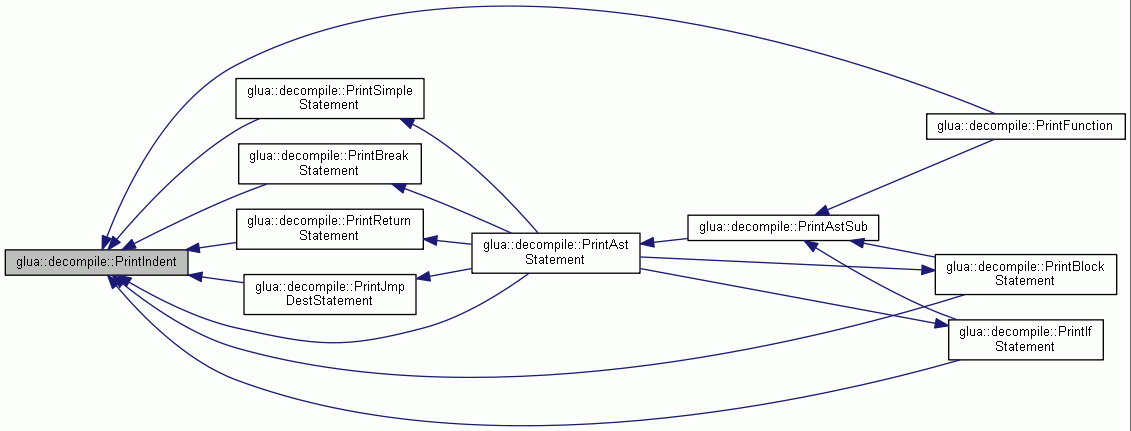 glua::decompile::PrintSimple
Statement
glua::decompile::PrintFunction
glua::decompile::PrintBreak
Statement
glua::decompile::PrintReturn
Statement
glua::decompile::PrintAstSub
glua::decompile::PrintAst
Statement
glua::decompile::PrintIndent
glua::decompile::PrintBlock
Statement
glua::decompile::PrintJmp
DestStatement
glua::decompile::PrintIf
Statement